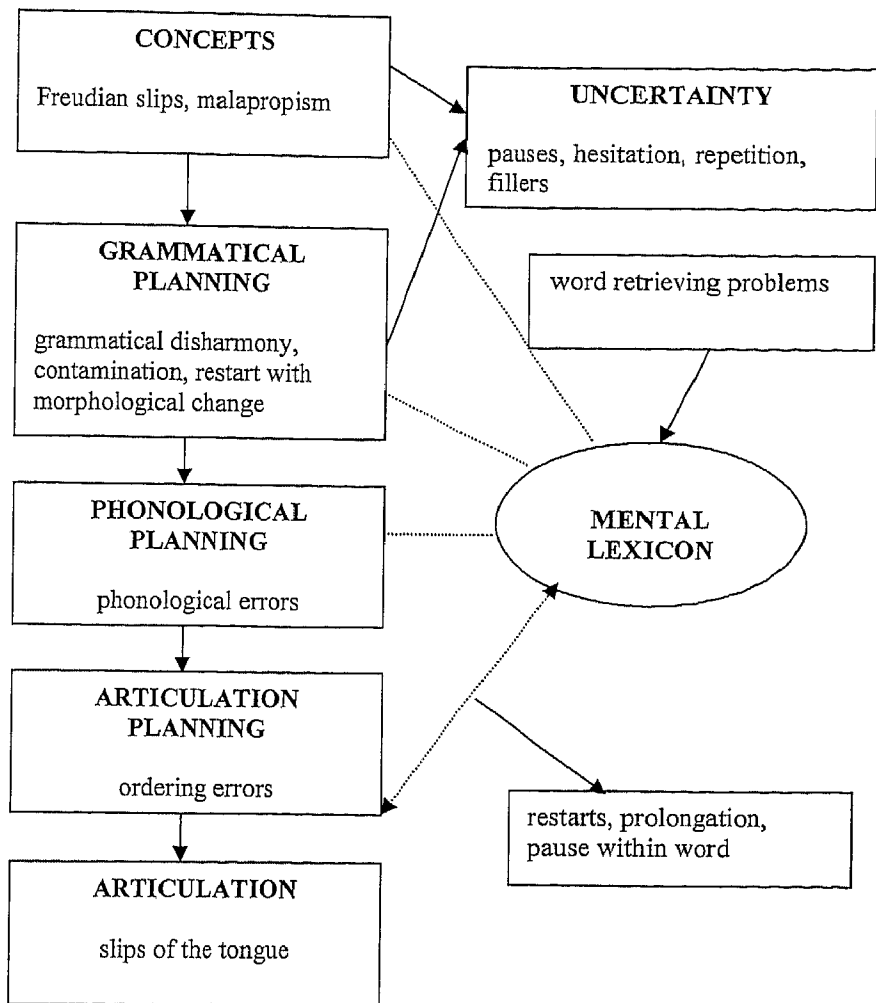 CONCEPTS
Freudian slips, malapropism
UNCERTAINTY
pauses, hesitation, repetition,
fillers
GRAMMATICAL
PLANNING
grammatical disharmony,
contamination, restart with
morphological change
word retrieving problems
PHONOLOGICAL
PLANNING
phonological errors
MENTAL
LEXICON
ARTICULATION
PLANNING
ordering errors
restarts, prolongation,
pause within word
ARTICULATION
slips of the tongue